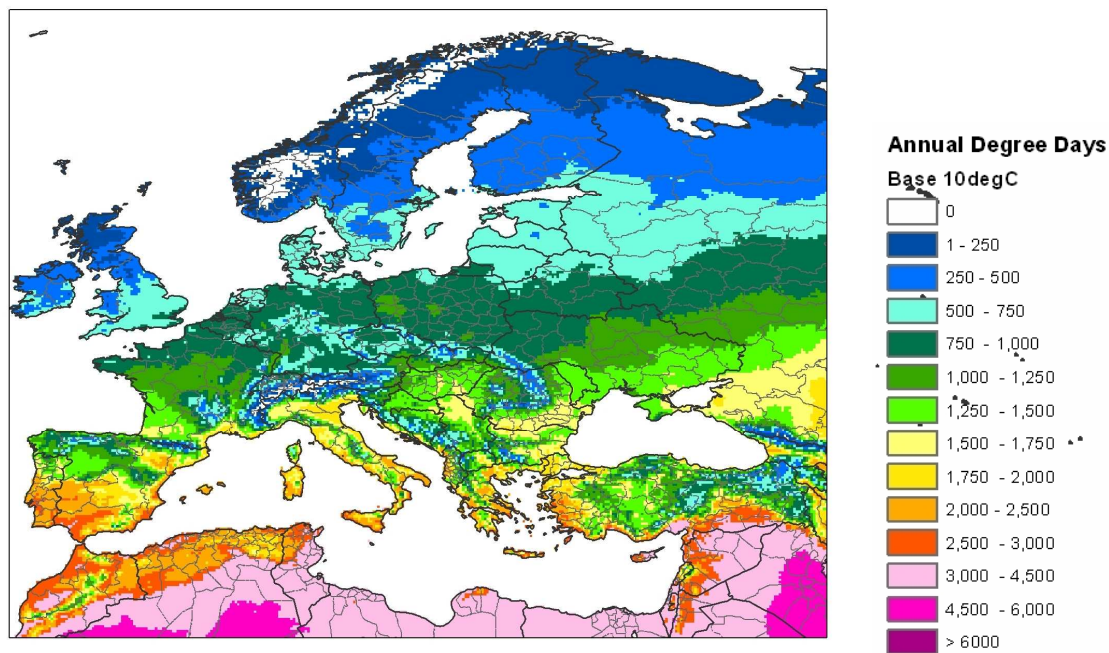 Annual Degree Days
Base 10degC
0
1 - 250
250 - 500
500 - 750
750 - 1,000
1,000 - 1,250
1,250 - 1,500
1,500 - 1,750
1,750 - 2,000
2,000 - 2,500
2,500 - 3,000
3,000 - 4,500
4,500 - 6,000
> 6000